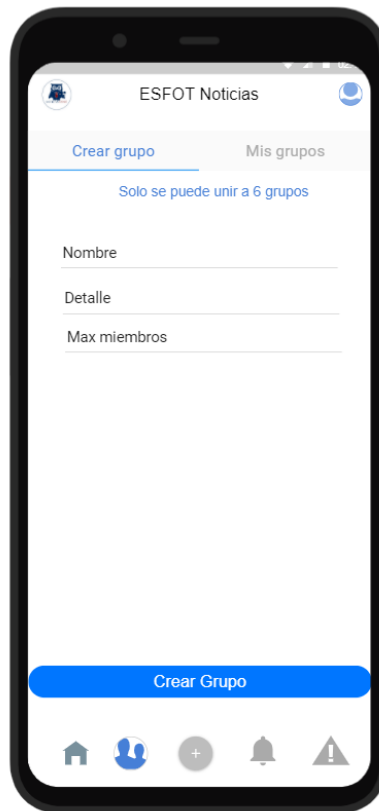 ESFOT Noticias
Crear grupo
Mis grupos
Solo se puede unir a 6 grupos
Nombre
Detalle
Max miembros
Crear Grupo